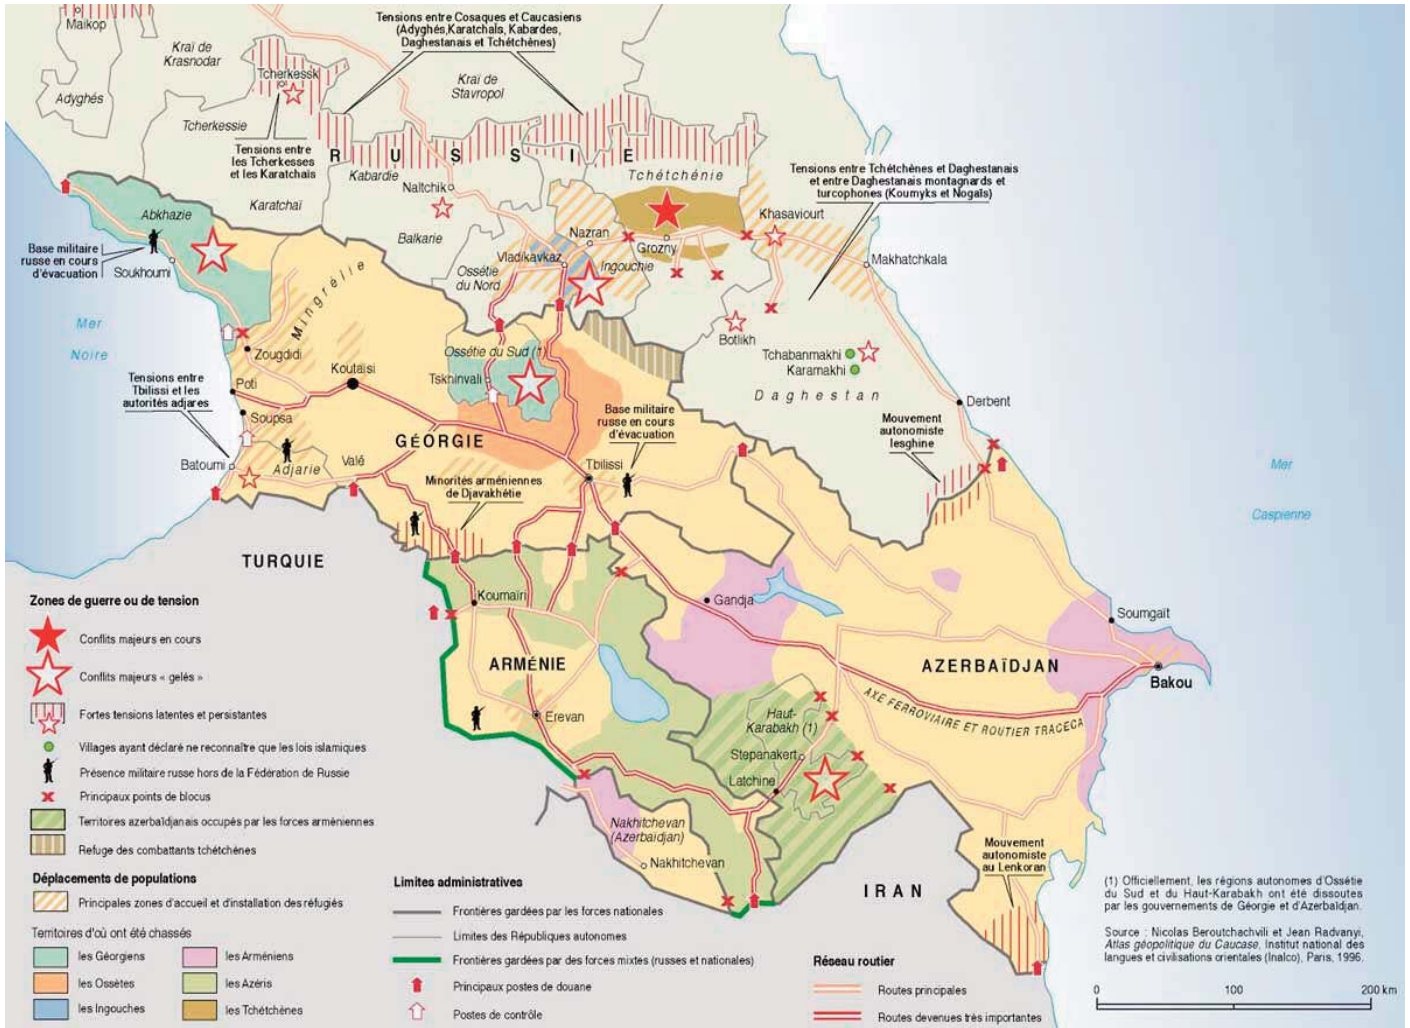 Tensions entre Cosaques et Caucasiens
(Adyghés,Karatchaïs, Kabardes,
Daghestanais et Tchétchènes)
Maïkop
Kraï de
Krasnodar
Tcherkessk
Kraï de
Stavropol
Adyghés
Tcherkessie
Tensions entre
les Tcherkesses
et les Karatchaïs
RUSSIE
Kabardie
Naltchik
Tchétchénie
Tensions entre Tchétchènes et Daghestanais
et entre Daghestanais montagnards et
turcophones (Koumyks et Nogaïs)
Karatchaï
Abkhazie
Balkarie
Khasaviourt
Nazran
Grozny
Base militaire
russe en cours
d'évacuation
Soukhoumi
Vladikavkaz
Ingouchie
Makhatchkala
Ossétie
du Nord
Mingrélie
Mer
Noire
Botlikh
Zougdidi
Ossétie du Sud (1)
Tchabanmakhi
Karamakhi
Koutaïsi
Tskhinvali
Tensions entre
Tbilissi et les
autorités adjares
Poti
Daghestan
Derbent
Soupsa
Base militaire
russe en cours
d'évacuation
Mouvement
autonomiste
lesghine
GÉORGIE
Batoumi
Adjarie
Valé
Tbilissi
Mer
Caspienne
Minorités arméniennes
de Djavakhétie
TURQUIE
Koumaïri
Gandja
Soumgaït
ARMÉNIE
AZERBAÏDJAN
Bakou
AXE FERROVIAIRE ET ROUTIER TRACECA
Erevan
Haut-
Karabakh (1)
Stepanakert
Latchine
Nakhitchevan
(Azerbaïdjan)
Nakhitchevan
Mouvement
autonomiste
au Lenkoran
IRAN
Zones de guerre ou de tension
Conflits majeurs en cours
Conflits majeurs « gelés »
Fortes tensions latentes et persistantes
Villages ayant déclaré ne reconnaître que les lois islamiques
Présence militaire russe hors de la Fédération de Russie
Principaux points de blocus
Territoires azerbaïdjanais occupés par les forces arméniennes
Refuge des combattants tchétchènes
Déplacements de populations
Principales zones d'accueil et d'installation des réfugiés
Territoires d'où ont été chassés
les Géorgiens
les Arméniens
les Ossètes
les Azéris
les Ingouches
les Tchétchènes
Limites administratives
Frontières gardées par les forces nationales
Limites des Républiques autonomes
Frontières gardées par des forces mixtes (russes et nationales)
Principaux postes de douane
Postes de contrôle
Réseau routier
Routes principales
Routes devenues très importantes
(1) Officiellement, les régions autonomes d'Ossétie
du Sud et du Haut-Karabakh ont été dissoutes
par les gouvernements de Géorgie et d'Azerbaïdjan.
Source : Nicolas Beroutchachvili et Jean Radvanyi,
Atlas géopolitique du Caucase, Institut national des
langues et civilisations orientales (Inalco), Paris, 1996.
0 100 200 km